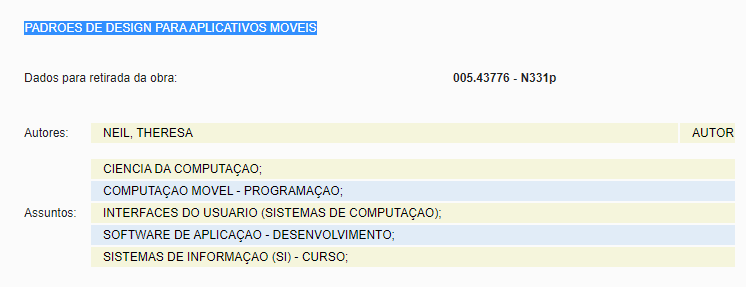 PADROES DE DESIGN PARA APLICATIVOS MOVEIS
Dados para retirada da obra: 005.43776 - N331p
Autores: NEIL, THERESA AUTOR
CIENCIA DA COMPUTAÇAO;
COMPUTAÇAO MOVEL - PROGRAMAÇAO;
Assuntos: INTERFACES DO USUARIO (SISTEMAS DE COMPUTAÇAO);
SOFTWARE DE APLICAÇAO - DESENVOLVIMENTO;
SISTEMAS DE INFORMAÇAO (SI) - CURSO;